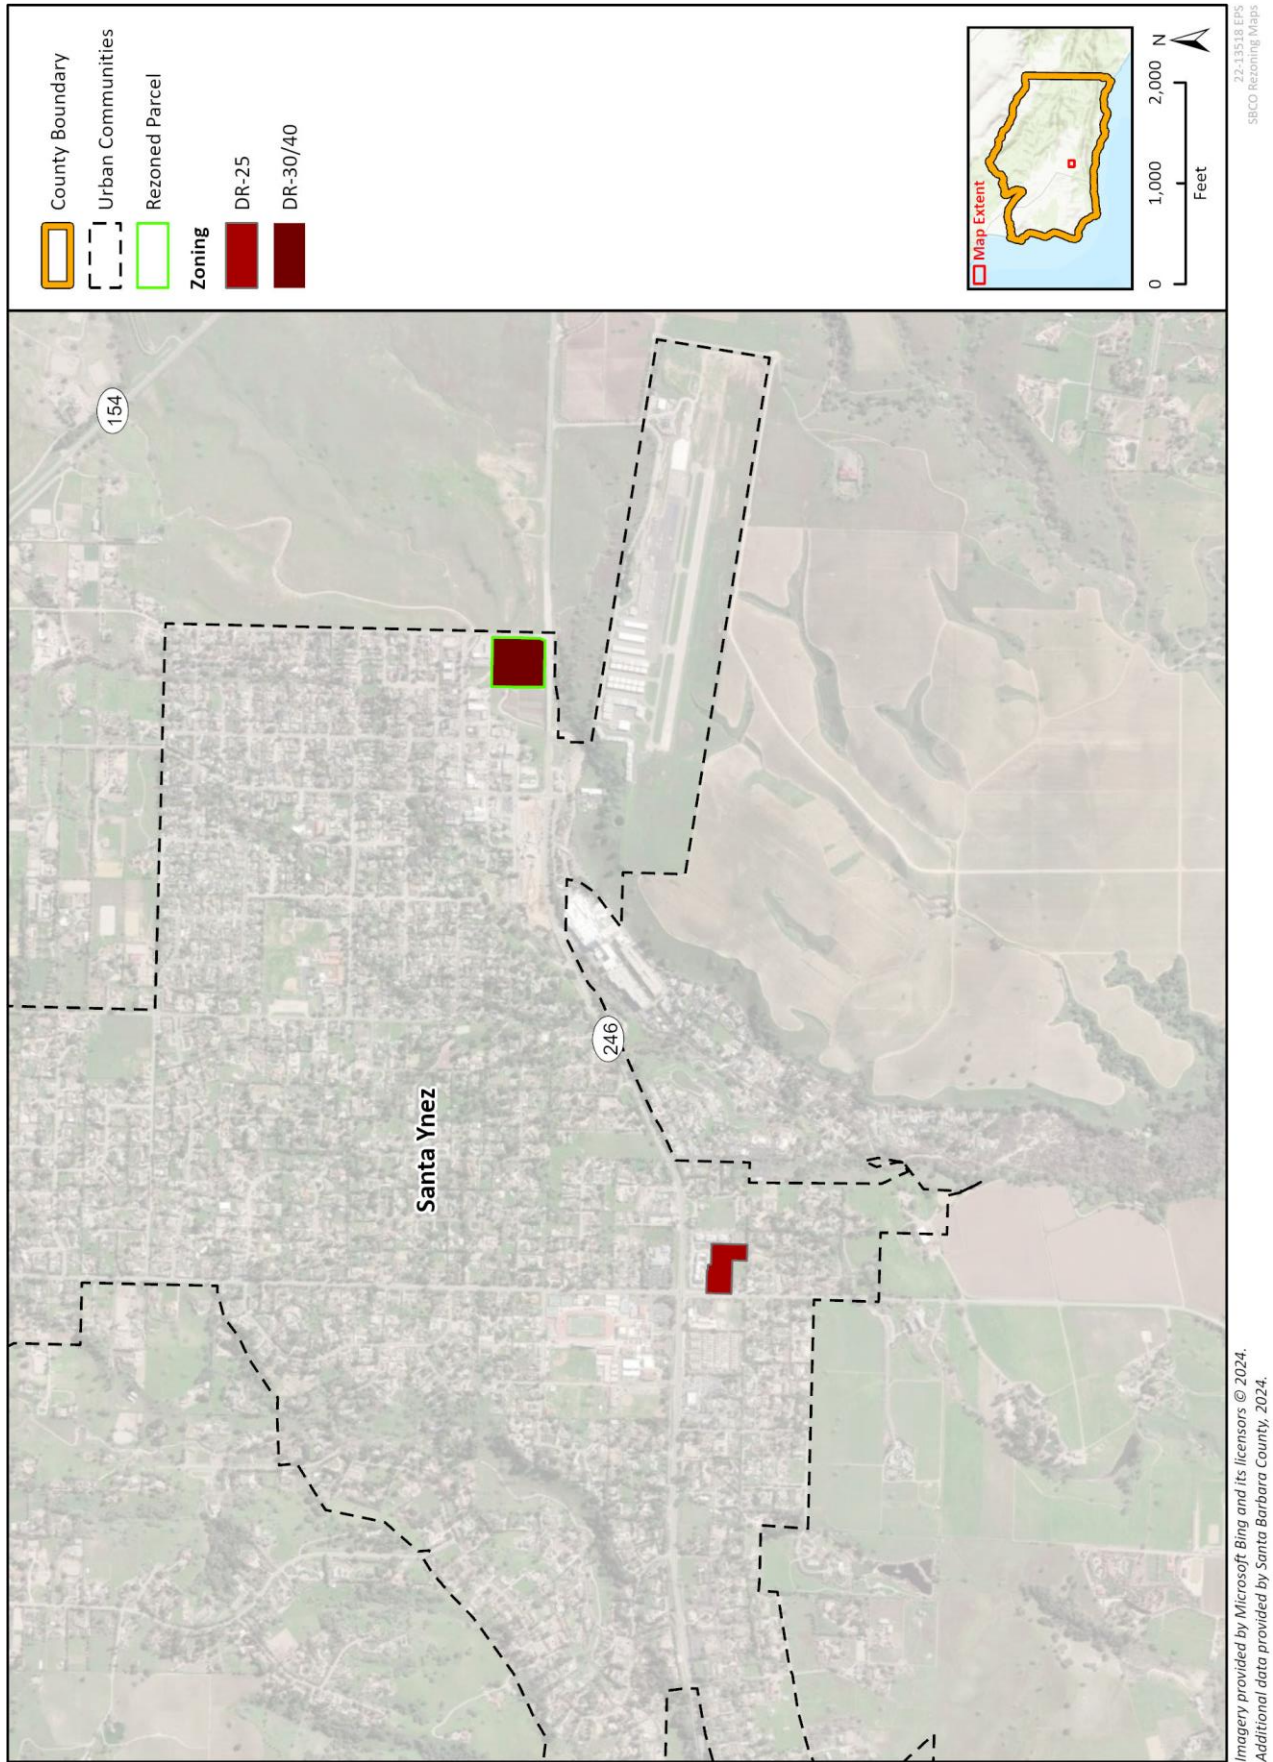 154
246
Santa Ynez
County Boundary
Urban Communities
Rezoned Parcel
Zoning
DR-25
DR-30/40
Map Extent
N
0 1,000 2,000
Feet
Imagery provided by Microsoft Bing and its licensors © 2024.
Additional data provided by Santa Barbara County, 2024.
22-13518 EPS
SBCO Rezoning Maps